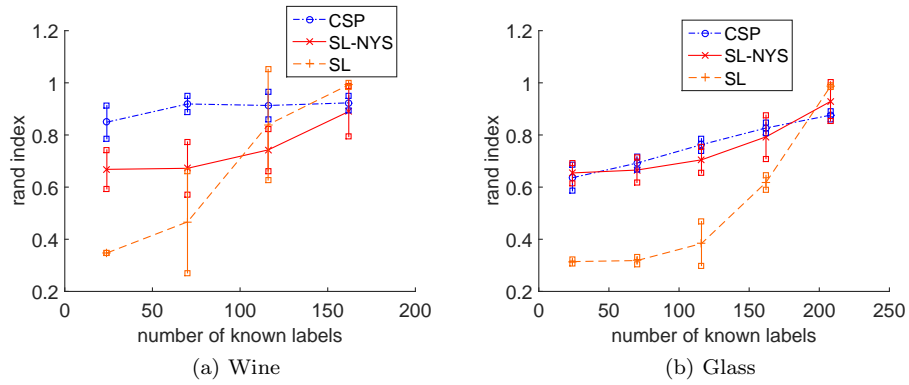 1.2
1
0.8
0.6
0.4
0.2
rand index
0
50
100
150
200
number of known labels
CSP
SL-NYS
SL
(a) Wine
1.2
1
0.8
0.6
0.4
0.2
rand index
0
50
100
150
200
250
number of known labels
CSP
SL-NYS
SL
(b) Glass